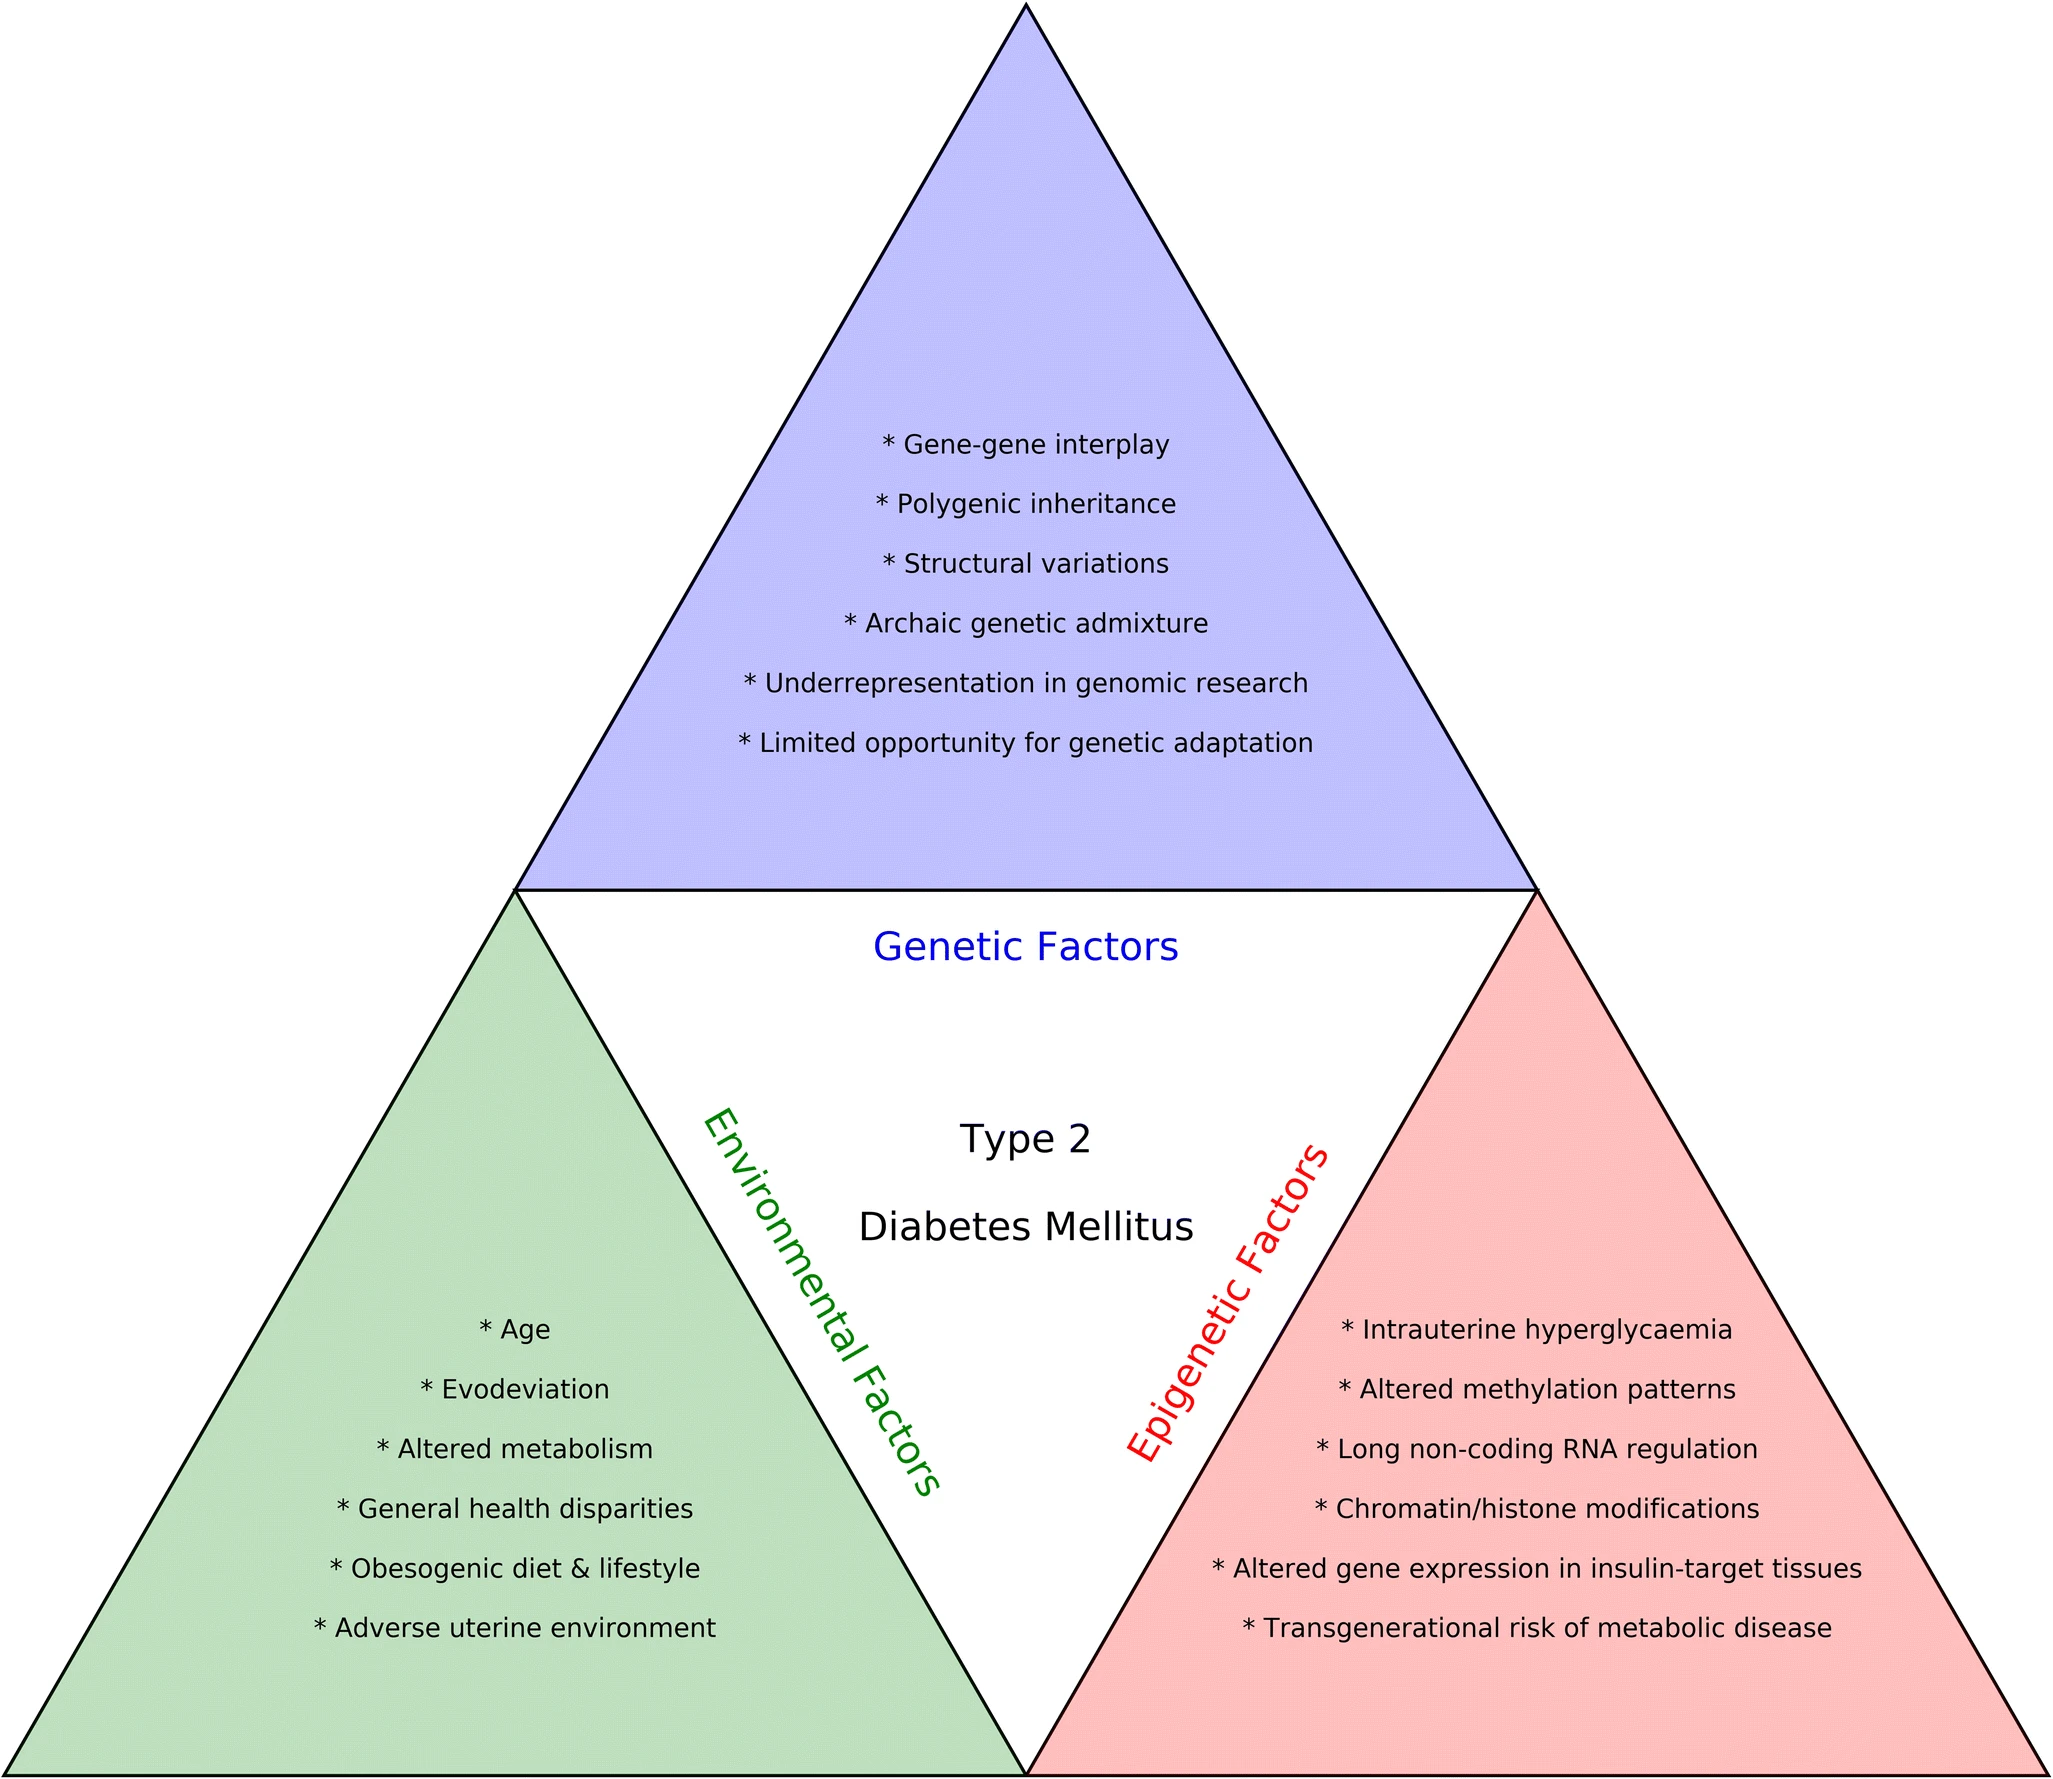 * Gene-gene interplay
* Polygenic inheritance
* Structural variations
* Archaic genetic admixture
* Underrepresentation in genomic research
* Limited opportunity for genetic adaptation
Genetic Factors
Type 2
Diabetes Mellitus
Environmental Factors
Epigenetic Factors
* Age
* Evodeviation
* Altered metabolism
* General health disparities
* Obesogenic diet & lifestyle
* Adverse uterine environment
* Intrauterine hyperglycaemia
* Altered methylation patterns
* Long non-coding RNA regulation
* Chromatin/histone modifications
* Altered gene expression in insulin-target tissues
* Transgenerational risk of metabolic disease